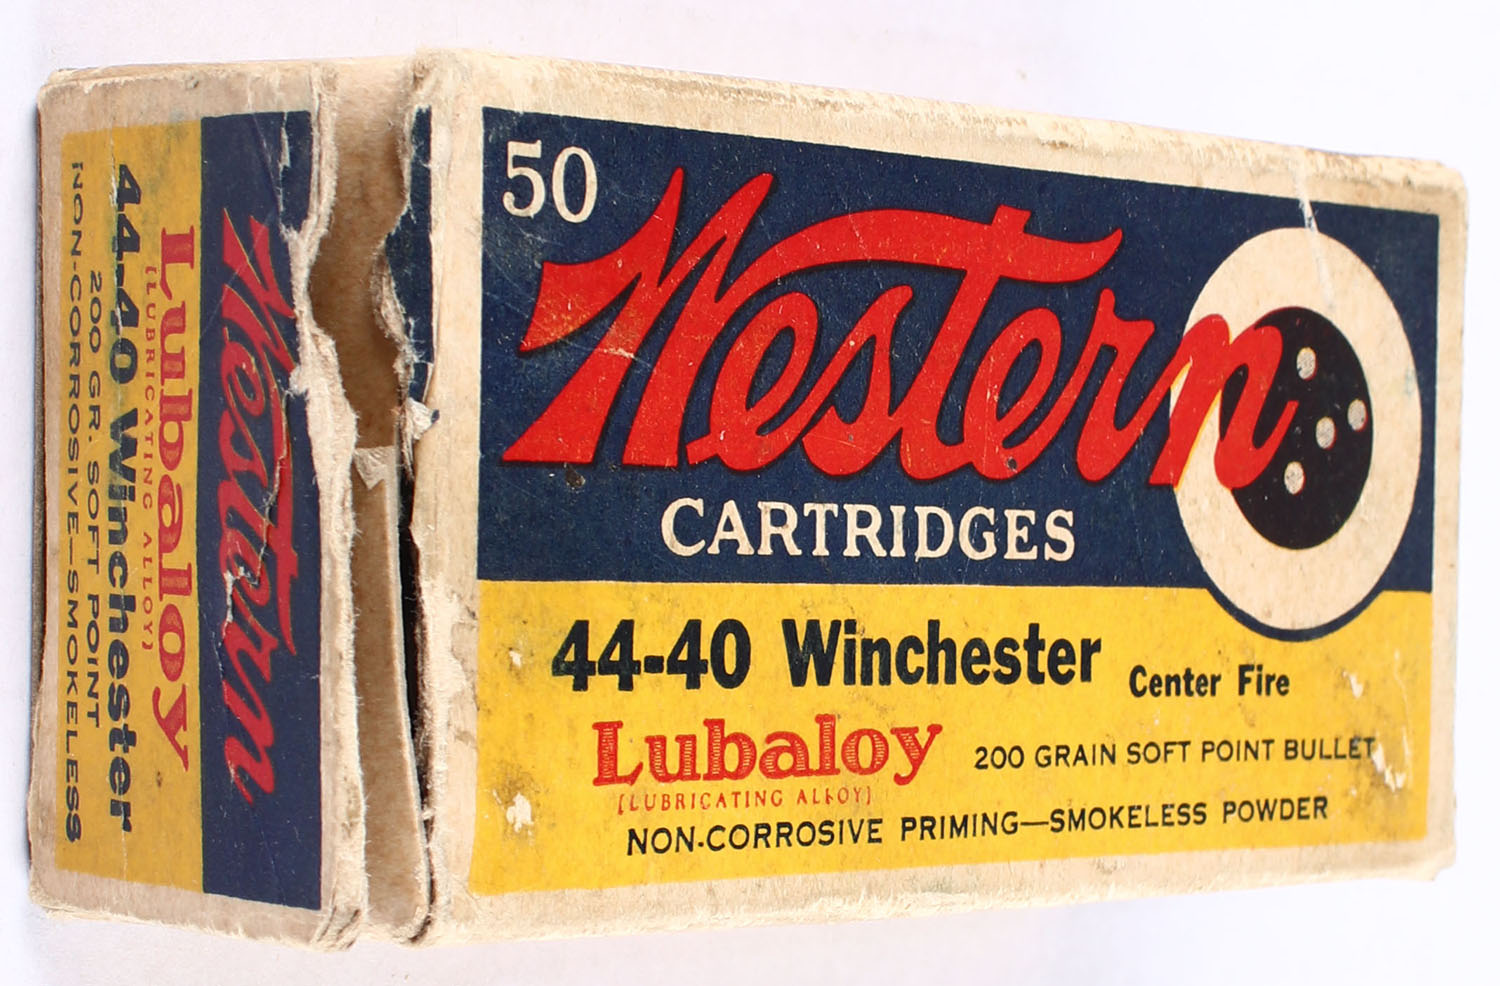 50
Western
CARTRIDGES
44-40 Winchester Center Fire
Lubaloy 200 GRAIN SOFT POINT BULLET
[LUBRICATING ALLOY]
NON-CORROSIVE PRIMING—SMOKELESS POWDER
Western
Lubaloy
[LUBRICATING ALLOY]
44-40 Winchester
200 GR. SOFT POINT
NON-CORROSIVE—SMOKELESS